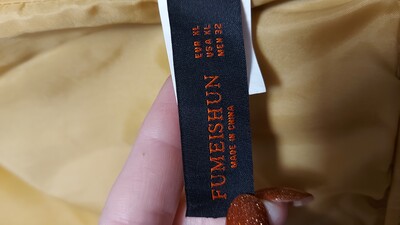 EUR XL
USA XL
MEX 32
FUMEISHUN
MADE IN CHINA